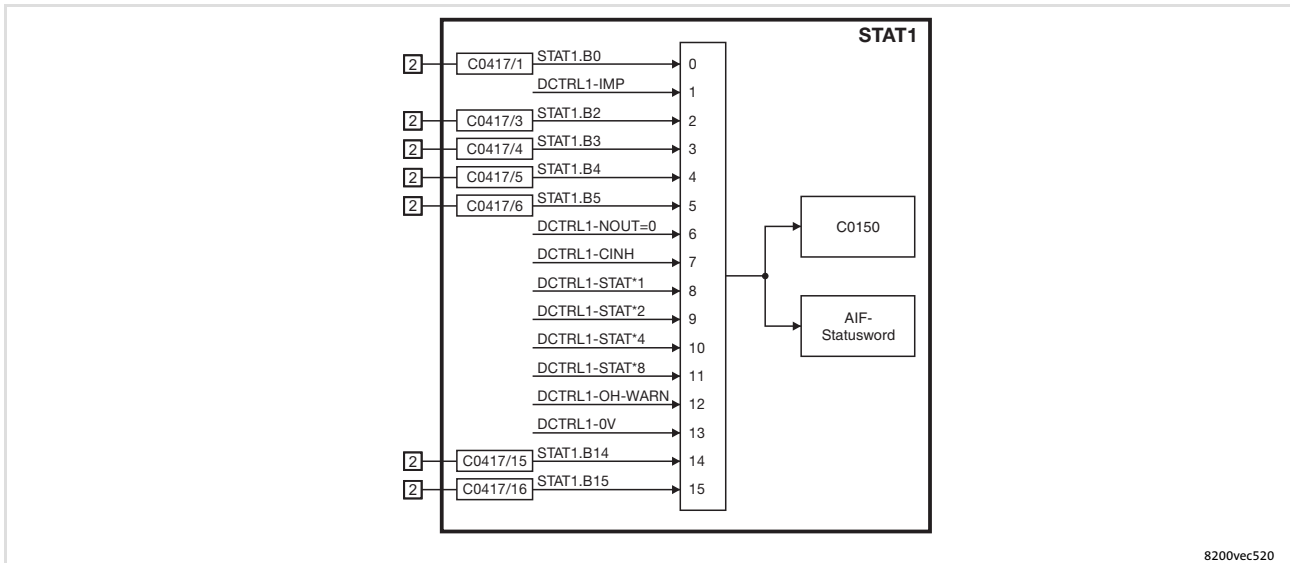 STAT1
2 C0417/1 STAT1.B0 0
DCTRL1-IMP 1
2 C0417/3 STAT1.B2 2
2 C0417/4 STAT1.B3 3
2 C0417/5 STAT1.B4 4
2 C0417/6 STAT1.B5 5
DCTRL1-NOUT=0 6
DCTRL1-CINH 7
DCTRL1-STAT*1 8
DCTRL1-STAT*2 9
DCTRL1-STAT*4 10
DCTRL1-STAT*8 11
DCTRL1-OH-WARN 12
DCTRL1-0V 13
2 C0417/15 STAT1.B14 14
2 C0417/16 STAT1.B15 15
C0150
AIF-
Statusword
8200vec520